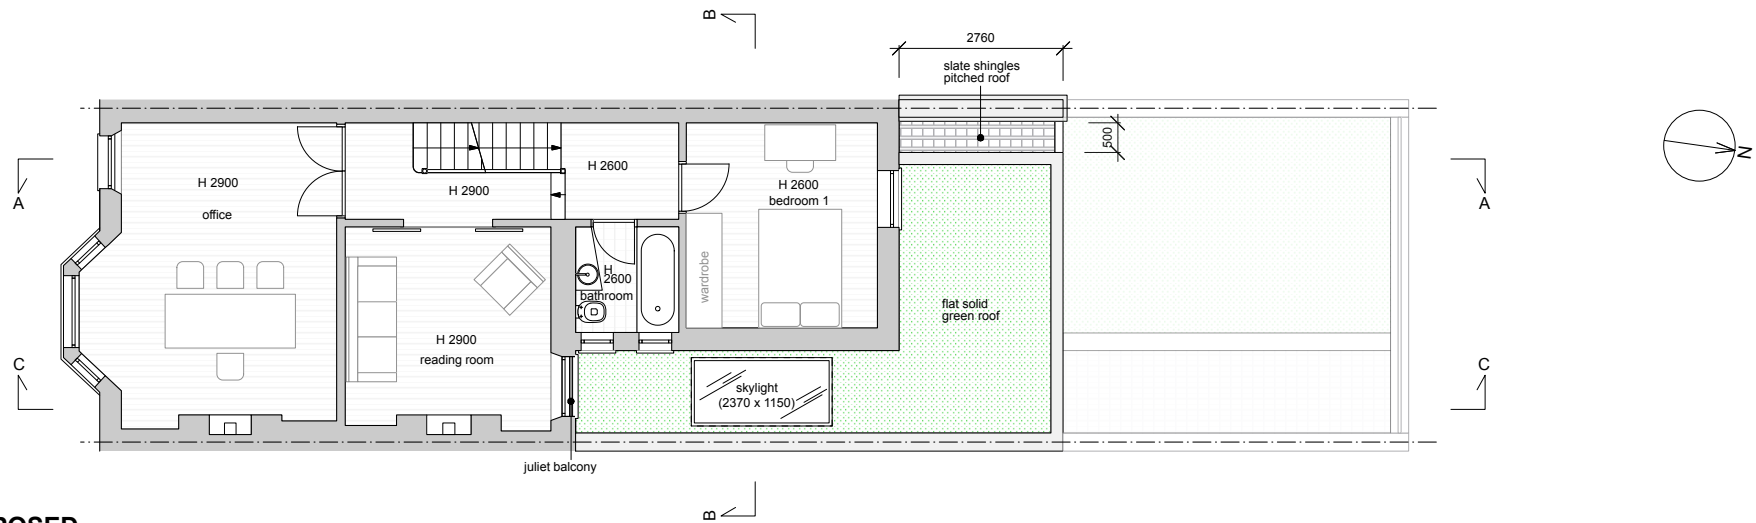 B
2760
slate shingles
pitched roof
500
N
H 2900
office
H 2900
H 2600
H 2600
bedroom 1
A
A
wardrobe
H
2600
bathroom
flat solid
green roof
H 2900
reading room
C
C
skylight
(2370 x 1150)
juliet balcony
B